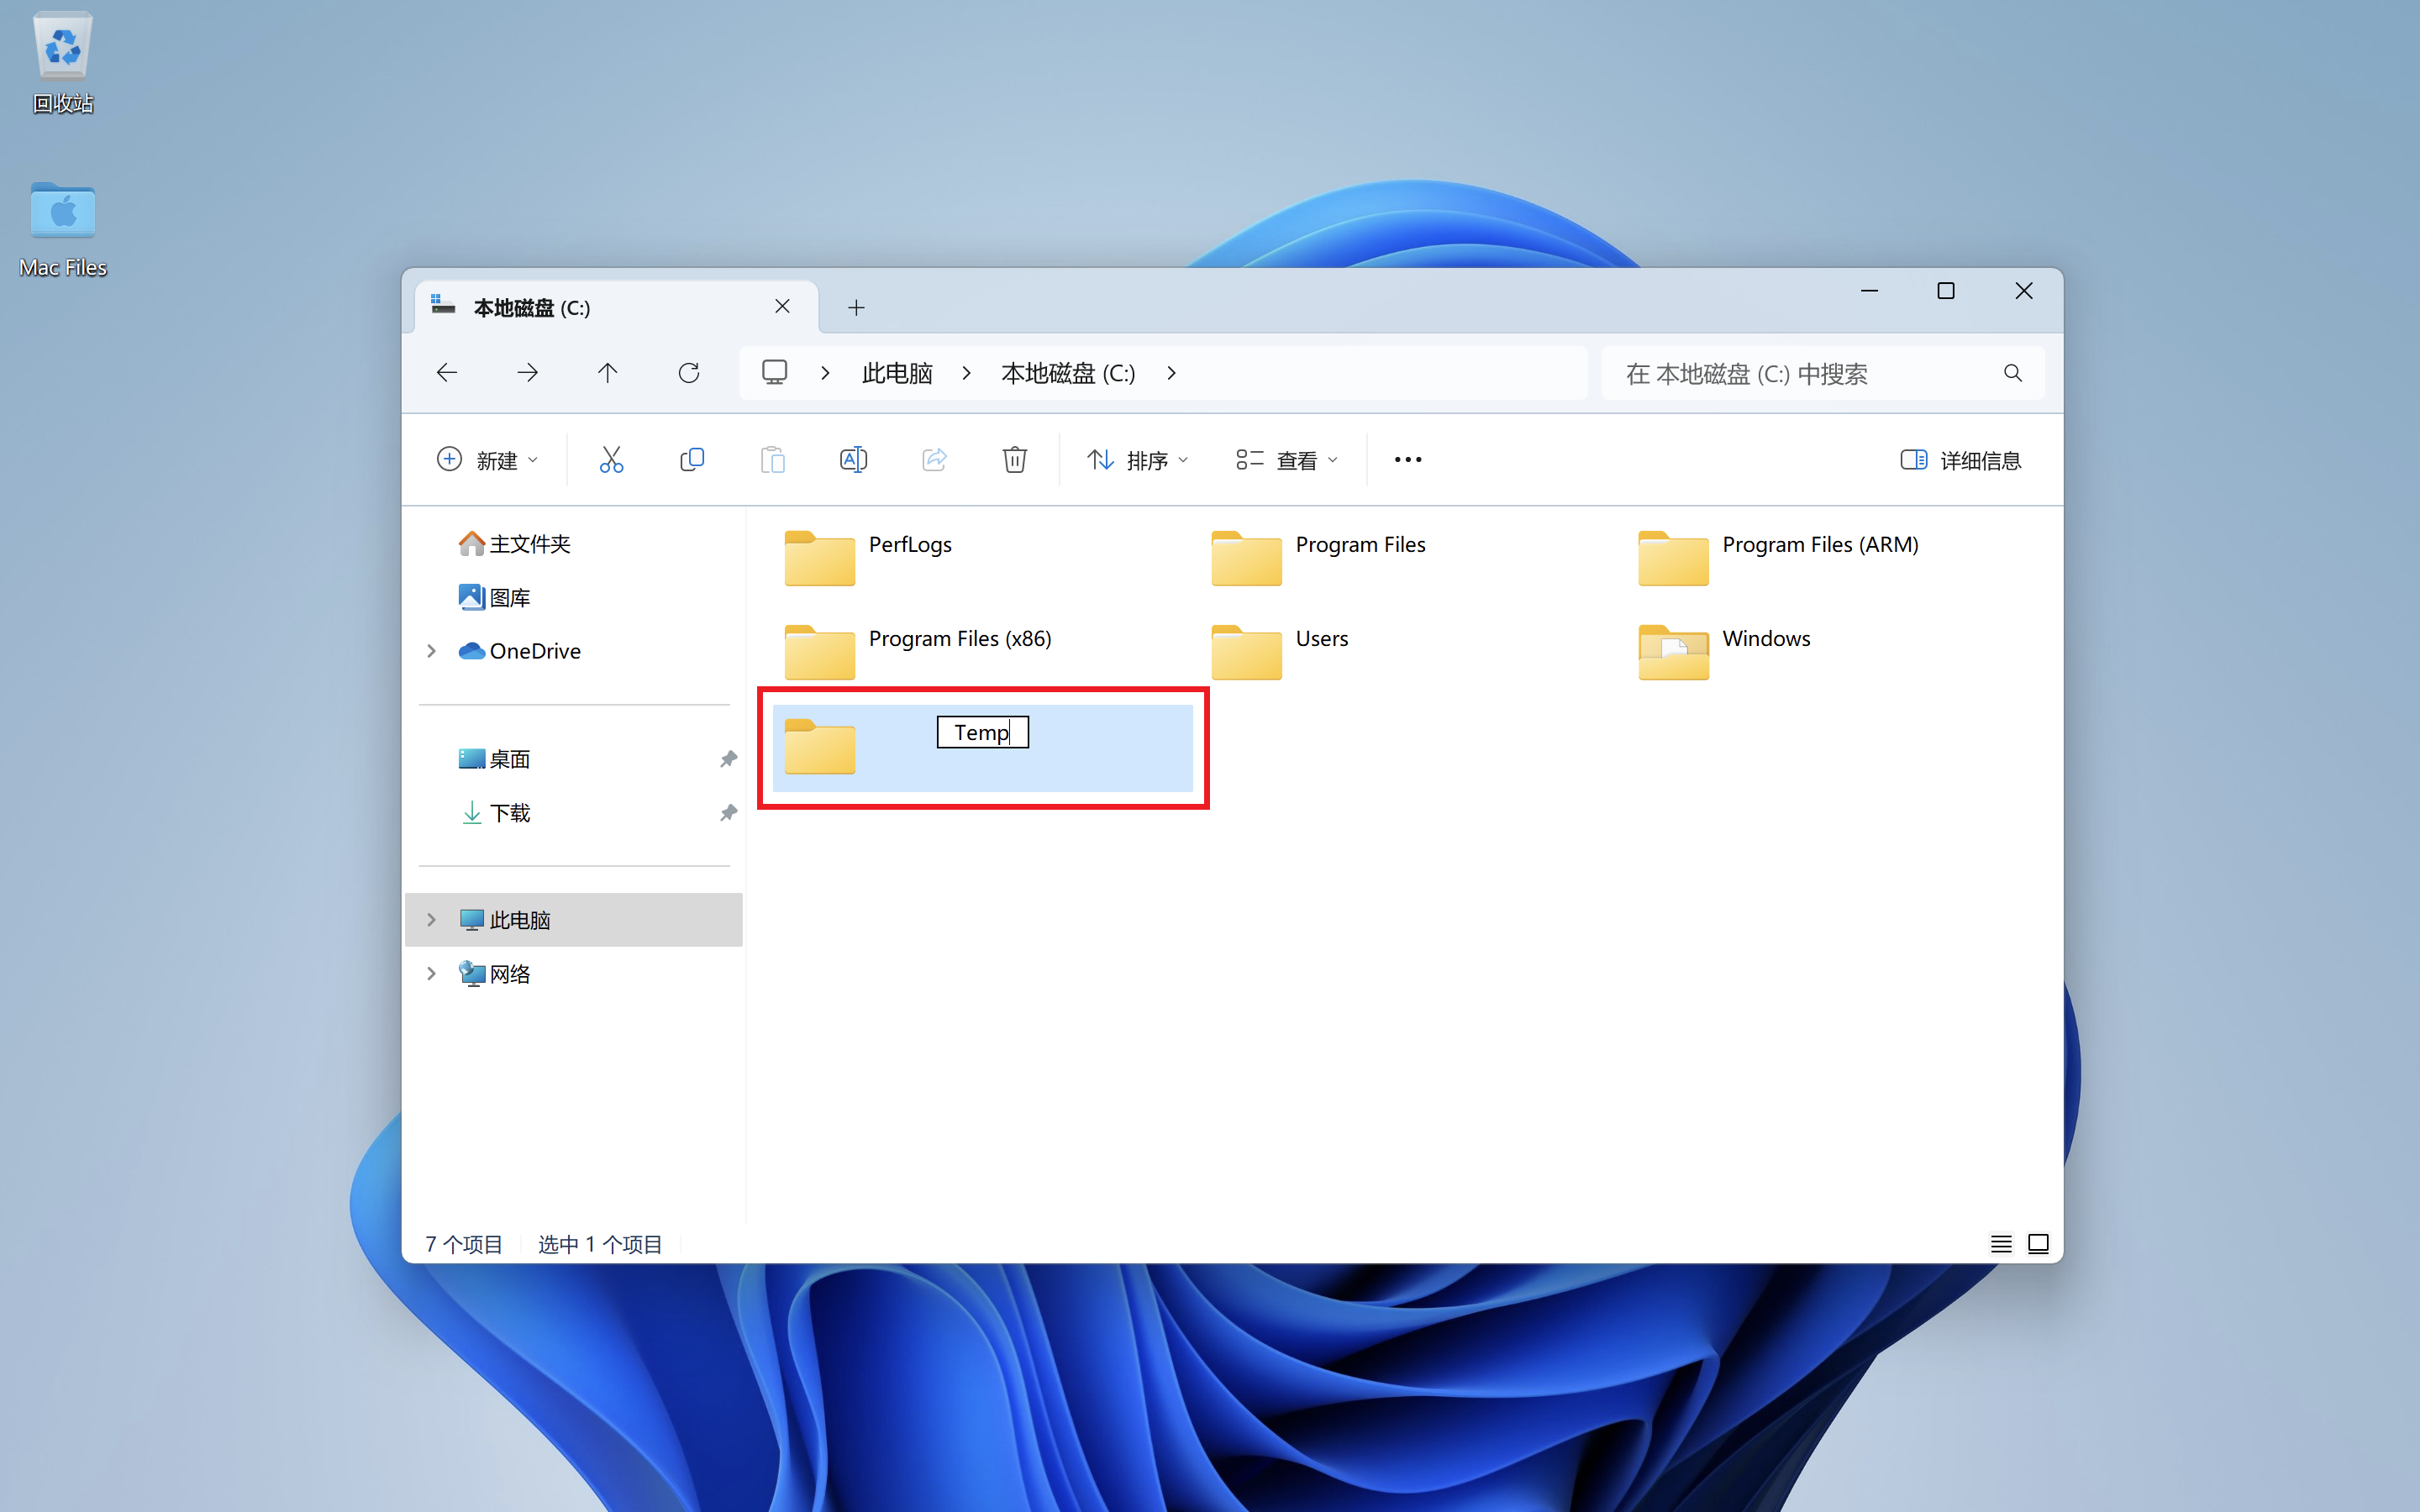 回收站
Mac Files
本地磁盘 (C:)
此电脑
本地磁盘 (C:)
在 本地磁盘 (C:) 中搜索
新建
排序
查看
详细信息
主文件夹
图库
OneDrive
桌面
下载
此电脑
网络
PerfLogs
Program Files
Program Files (ARM)
Program Files (x86)
Users
Windows
Temp
7 个项目
选中 1 个项目